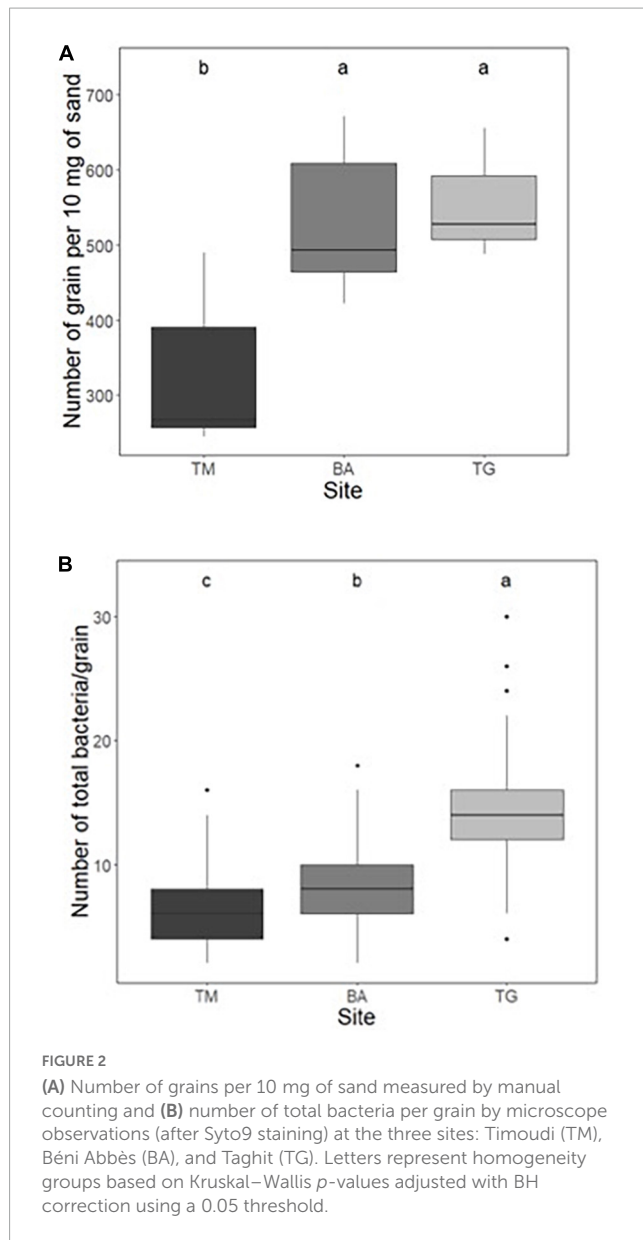 A
b a a
Number of grain per 10 mg of sand
700
600
500
400
300
TM BA TG
Site
B
c b a
Number of total bacteria/grain
30
20
10
TM BA TG
Site
FIGURE 2
(A) Number of grains per 10 mg of sand measured by manual
counting and (B) number of total bacteria per grain by microscope
observations (after Syto9 staining) at the three sites: Timoudi (TM),
Béni Abbès (BA), and Taghit (TG). Letters represent homogeneity
groups based on Kruskal–Wallis p-values adjusted with BH
correction using a 0.05 threshold.